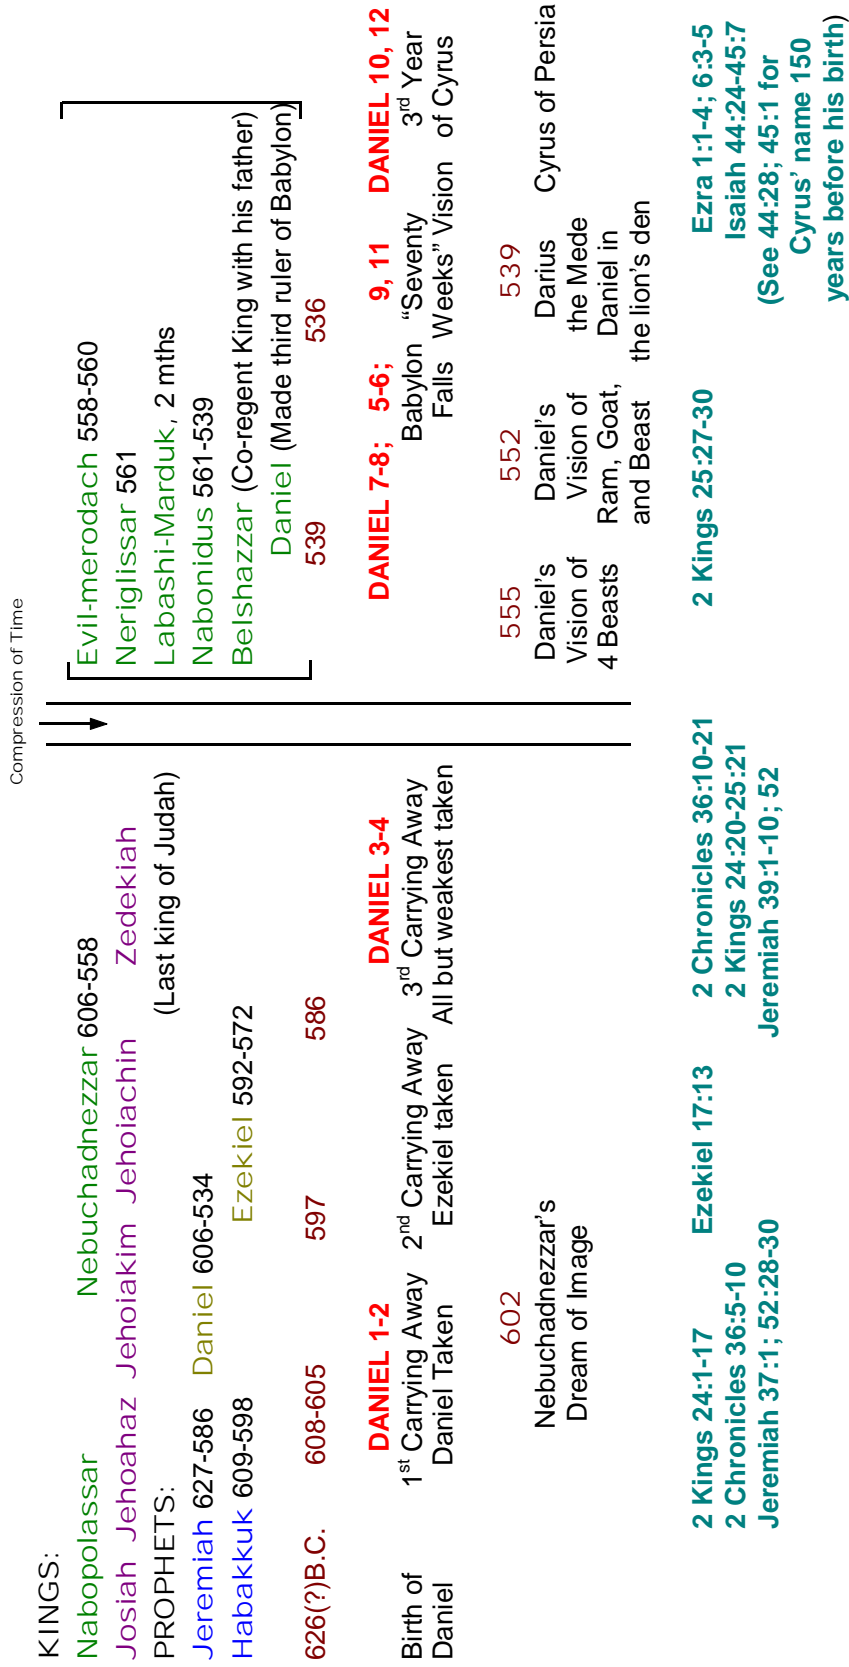 Compression of Time
KINGS:
Nabopolassar Nebuchadnezzar 606-558 Evil-merodach 558-560
Josiah Jehoahaz Jehoiakim Jehoiachin Zedekiah Neriglissar 561
PROPHETS: (Last king of Judah) Labashi-Marduk, 2 mths
Jeremiah 627-586 Daniel 606-534 Nabonidus 561-539
Habakkuk 609-598 Ezekiel 592-572 Belshazzar (Co-regent King with his father)
Daniel (Made third ruler of Babylon)
626(?)B.C. 608-605 597 586 539 536
DANIEL 1-2 DANIEL 3-4 DANIEL 7-8; 5-6; 9, 11 DANIEL 10, 12
Birth of 1st Carrying Away 2nd Carrying Away 3rd Carrying Away Babylon “Seventy 3rd Year
Daniel Daniel Taken Ezekiel taken All but weakest taken Falls Weeks” Vision of Cyrus
602 555 552 539
Nebuchadnezzar’s Daniel’s Daniel’s Darius Cyrus of Persia
Dream of Image Vision of Vision of the Mede
4 Beasts Ram, Goat, Daniel in
and Beast the lion’s den
2 Kings 24:1-17 Ezekiel 17:13 2 Chronicles 36:10-21 2 Kings 25:27-30 Ezra 1:1-4; 6:3-5
2 Chronicles 36:5-10 2 Kings 24:20-25:21 Isaiah 44:24-45:7
Jeremiah 37:1; 52:28-30 Jeremiah 39:1-10; 52 (See 44:28; 45:1 for
Cyrus’ name 150
years before his birth)